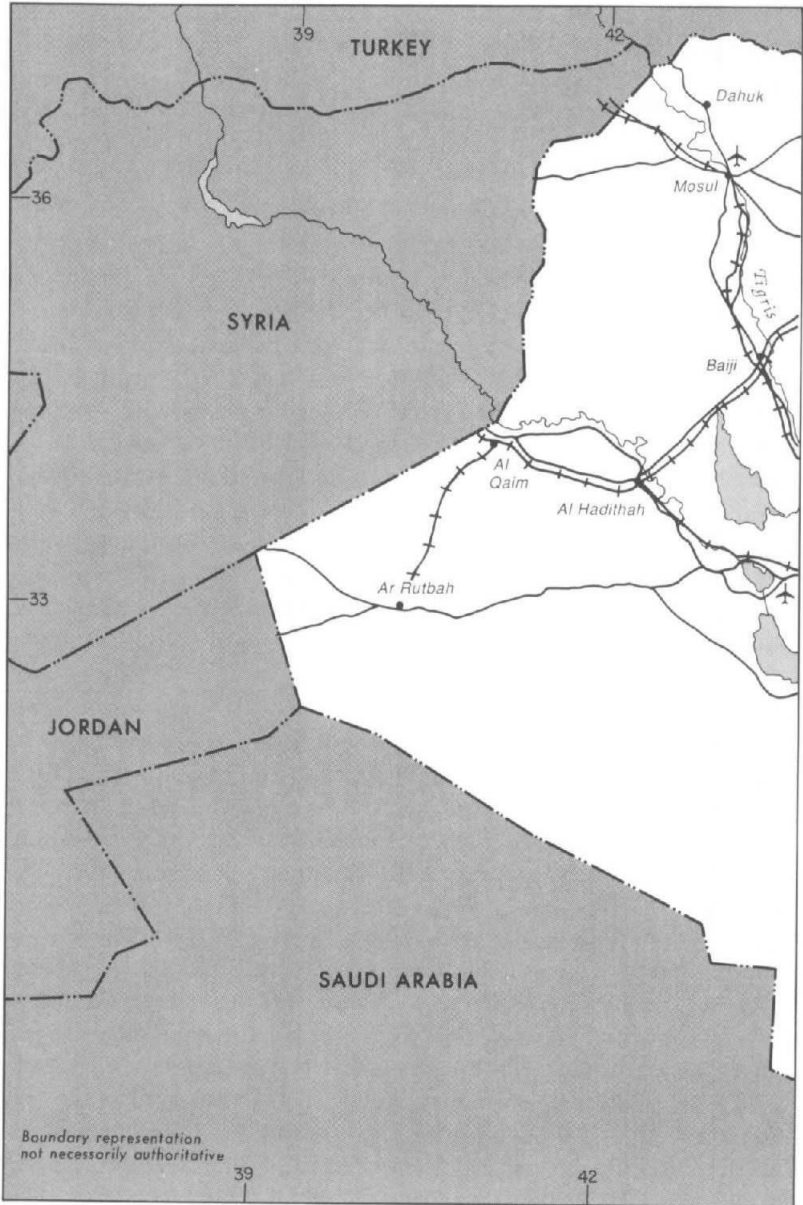 39
42
TURKEY
Dahuk
36
Mosul
Tigris
SYRIA
Baiji
Al
Qaim
Al Hadithah
Ar Rutbah
33
JORDAN
SAUDI ARABIA
Boundary representation
not necessarily authoritative
39
42